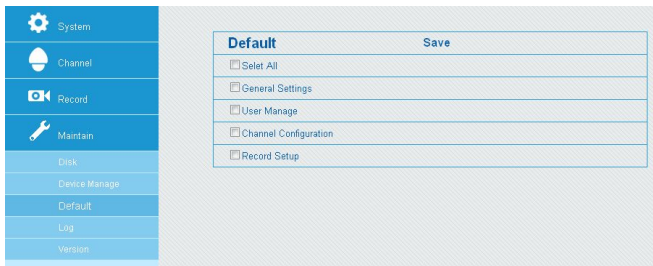 System
Channel
Record
Maintain
Disk
Device Manage
Default
Log
Version
Default Save
Selet All
General Settings
User Manage
Channel Configuration
Record Setup